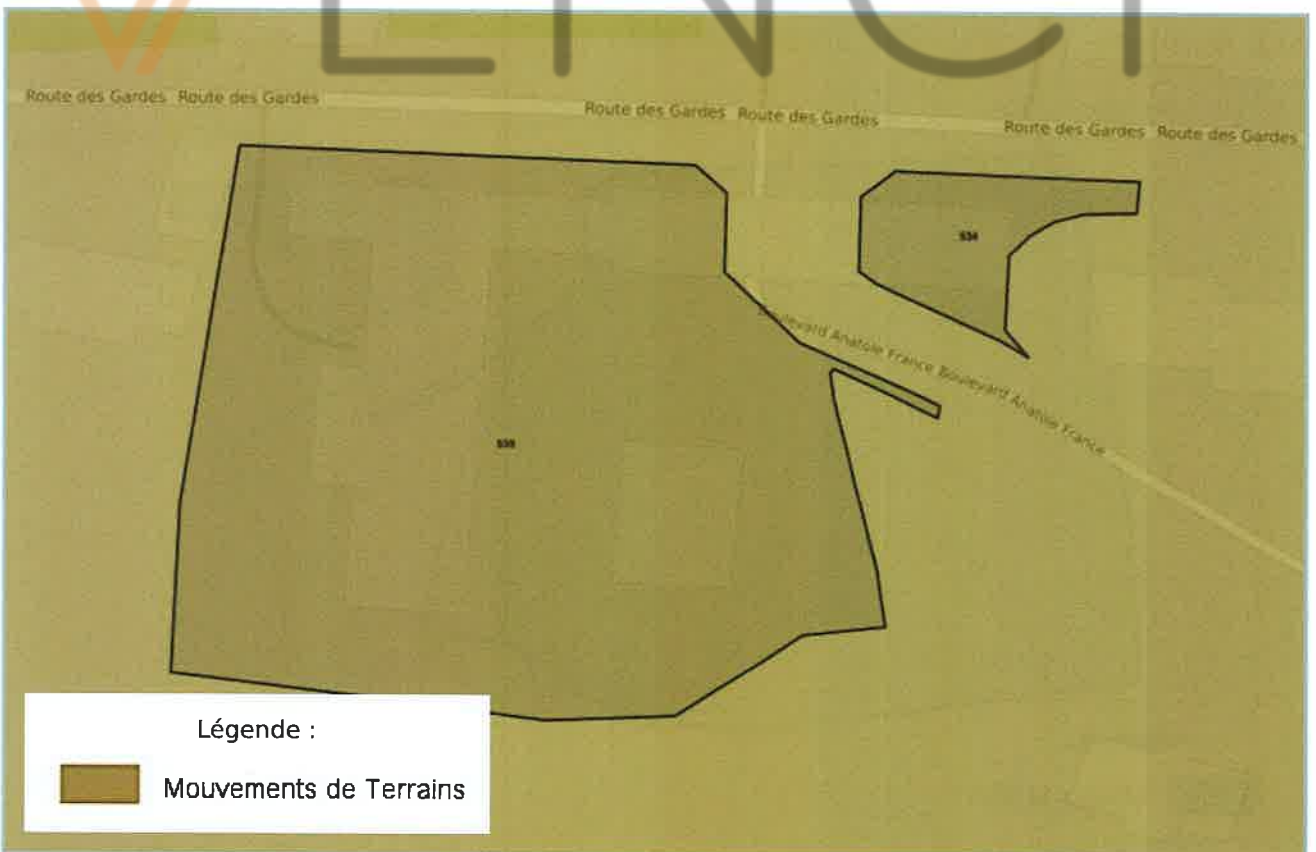 Route des Gardes Route des Gardes
Route des Gardes Route des Gardes
Route des Gardes Route des Gardes
534
Boulevard Anatole France Boulevard Anatole France
Légende :
Mouvements de Terrains